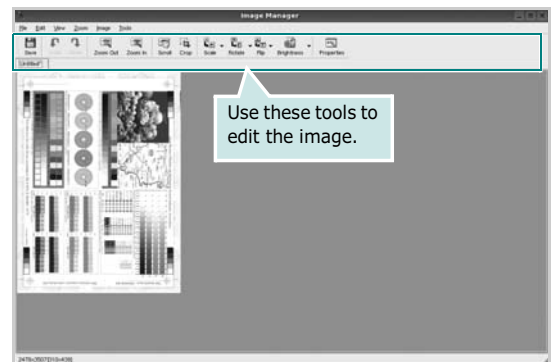 Image Manager
File Edit View Zoom Image Tools
Save Zoom Out Zoom In Scroll Crop Scale Rotate Flip Brightness Properties
Untitled*
Use these tools to
edit the image.